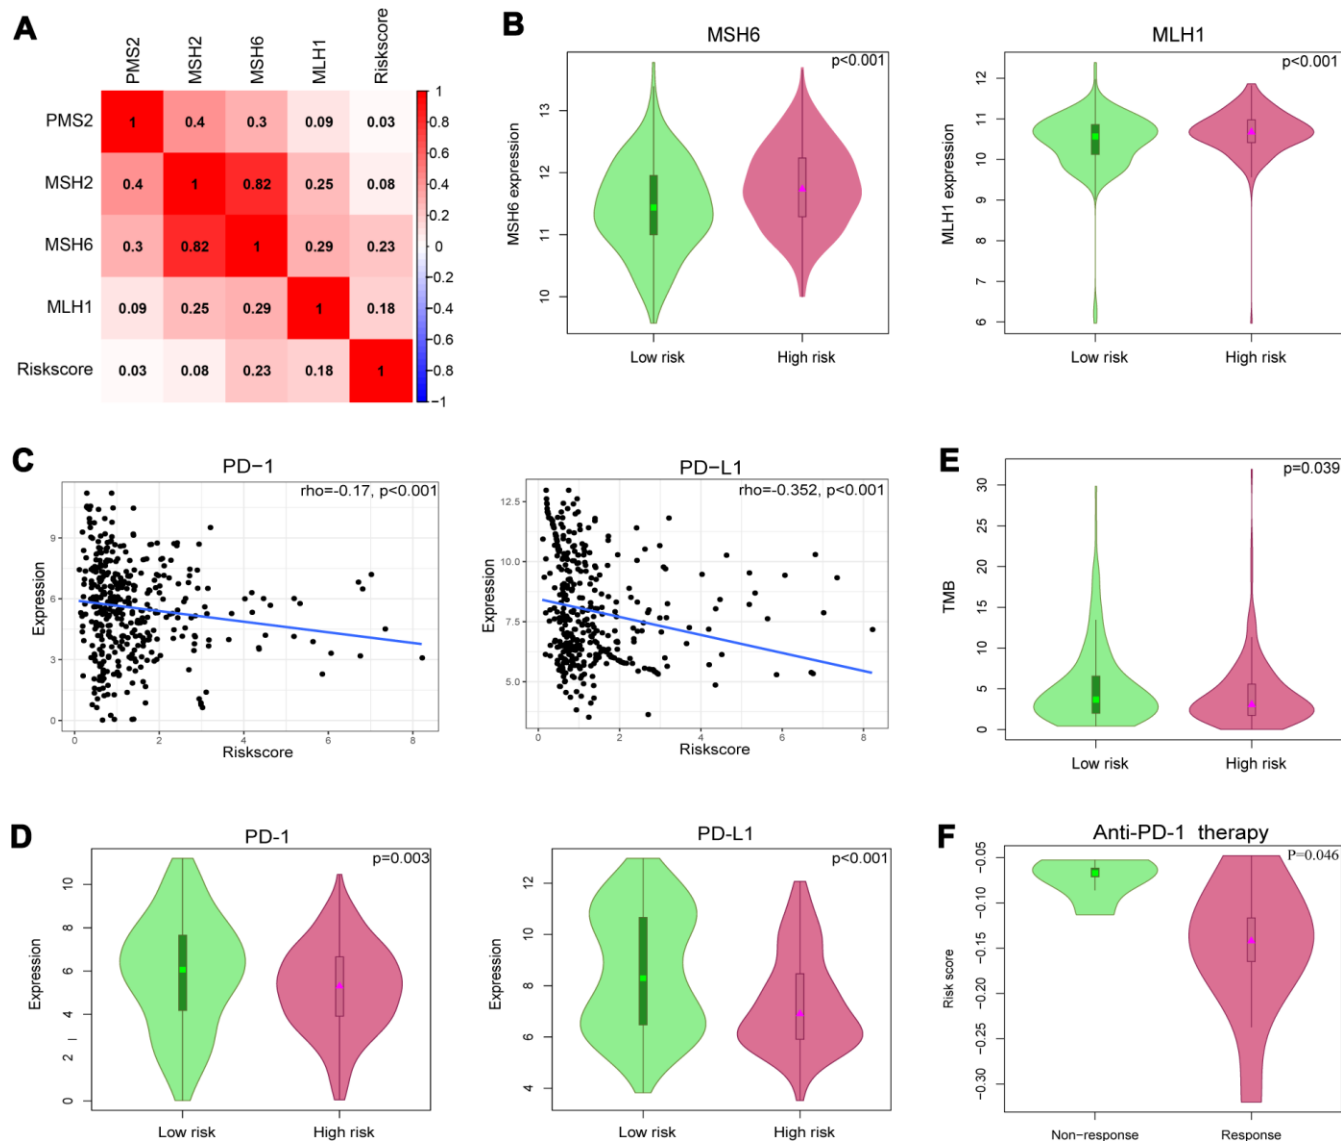 A
PMS2
MSH2
MSH6
MLH1
Riskscore
PMS2 1 0.4 0.3 0.09 0.03
MSH2 0.4 1 0.82 0.25 0.08
MSH6 0.3 0.82 1 0.29 0.23
MLH1 0.09 0.25 0.29 1 0.18
Riskscore 0.03 0.08 0.23 0.18 1
1
0.8
0.6
0.4
0.2
0
−0.2
−0.4
−0.6
−0.8
−1
B
MSH6
p<0.001
MSH6 expression
13
12
11
10
Low risk High risk
MLH1
p<0.001
MLH1 expression
12
11
10
9
8
7
6
Low risk High risk
C
PD−1
rho=-0.17, p<0.001
Expression
9
6
3
0
0 2 4 6 8
Riskscore
PD−L1
rho=-0.352, p<0.001
Expression
12.5
10.0
7.5
5.0
0 2 4 6 8
Riskscore
E
p=0.039
TMB
30
25
20
15
10
5
0
Low risk High risk
D
PD-1
p=0.003
Expression
10
8
6
4
2
0
Low risk High risk
PD-L1
p<0.001
Expression
12
10
8
6
4
Low risk High risk
F
Anti-PD-1 therapy
P=0.046
Risk score
−0.05
−0.10
−0.15
−0.20
−0.25
−0.30
Non−response Response